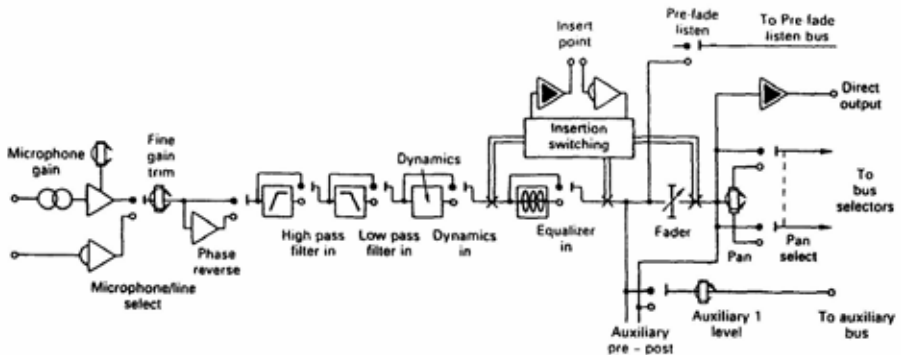 Insert
point
Pre-fade
listen
To Pre fade
listen bus
Direct
output
Insertion
switching
Microphone
gain
Fine
gain
trim
Dynamics
To
bus
selectors
High pass
filter in
Low pass
filter in
Dynamics
in
Equalizer
in
Fader
Pan
Pan
select
Phase
reverse
Microphone/line
select
Auxiliary 1
level
To auxiliary
bus
Auxiliary
pre - post